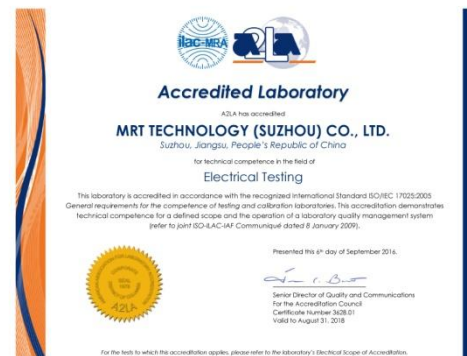 ilac-MRA
A2LA
Accredited Laboratory
A2LA has accredited
MRT TECHNOLOGY (SUZHOU) CO., LTD.
Suzhou, Jiangsu, People's Republic of China
for technical competence in the field of
Electrical Testing
This laboratory is accredited in accordance with the recognized International Standard ISO/IEC 17025:2005
General requirements for the competence of testing and calibration laboratories. This accreditation demonstrates
technical competence for a defined scope and the operation of a laboratory quality management system
(refer to joint ISO-ILAC-IAF Communiqué dated 8 January 2009).
Presented this 6th day of September 2016.
Senior Director of Quality and Communications
For the Accreditation Council
Certificate Number 3628.01
Valid to August 31, 2018
SEAL
A2LA
For the tests to which this accreditation applies, please refer to the laboratory's Electrical Scope of Accreditation.